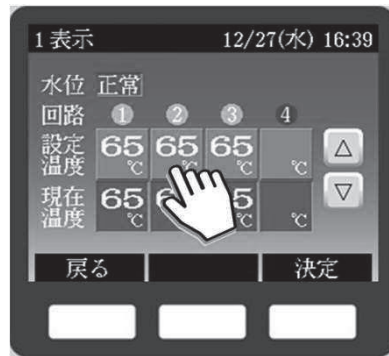 1 表示 12/27(水) 16:39
水位 正常
回路 1 2 3 4
設定温度 65℃ 65℃ 65℃ ℃
現在温度 65℃ 5℃ ℃
戻る 決定